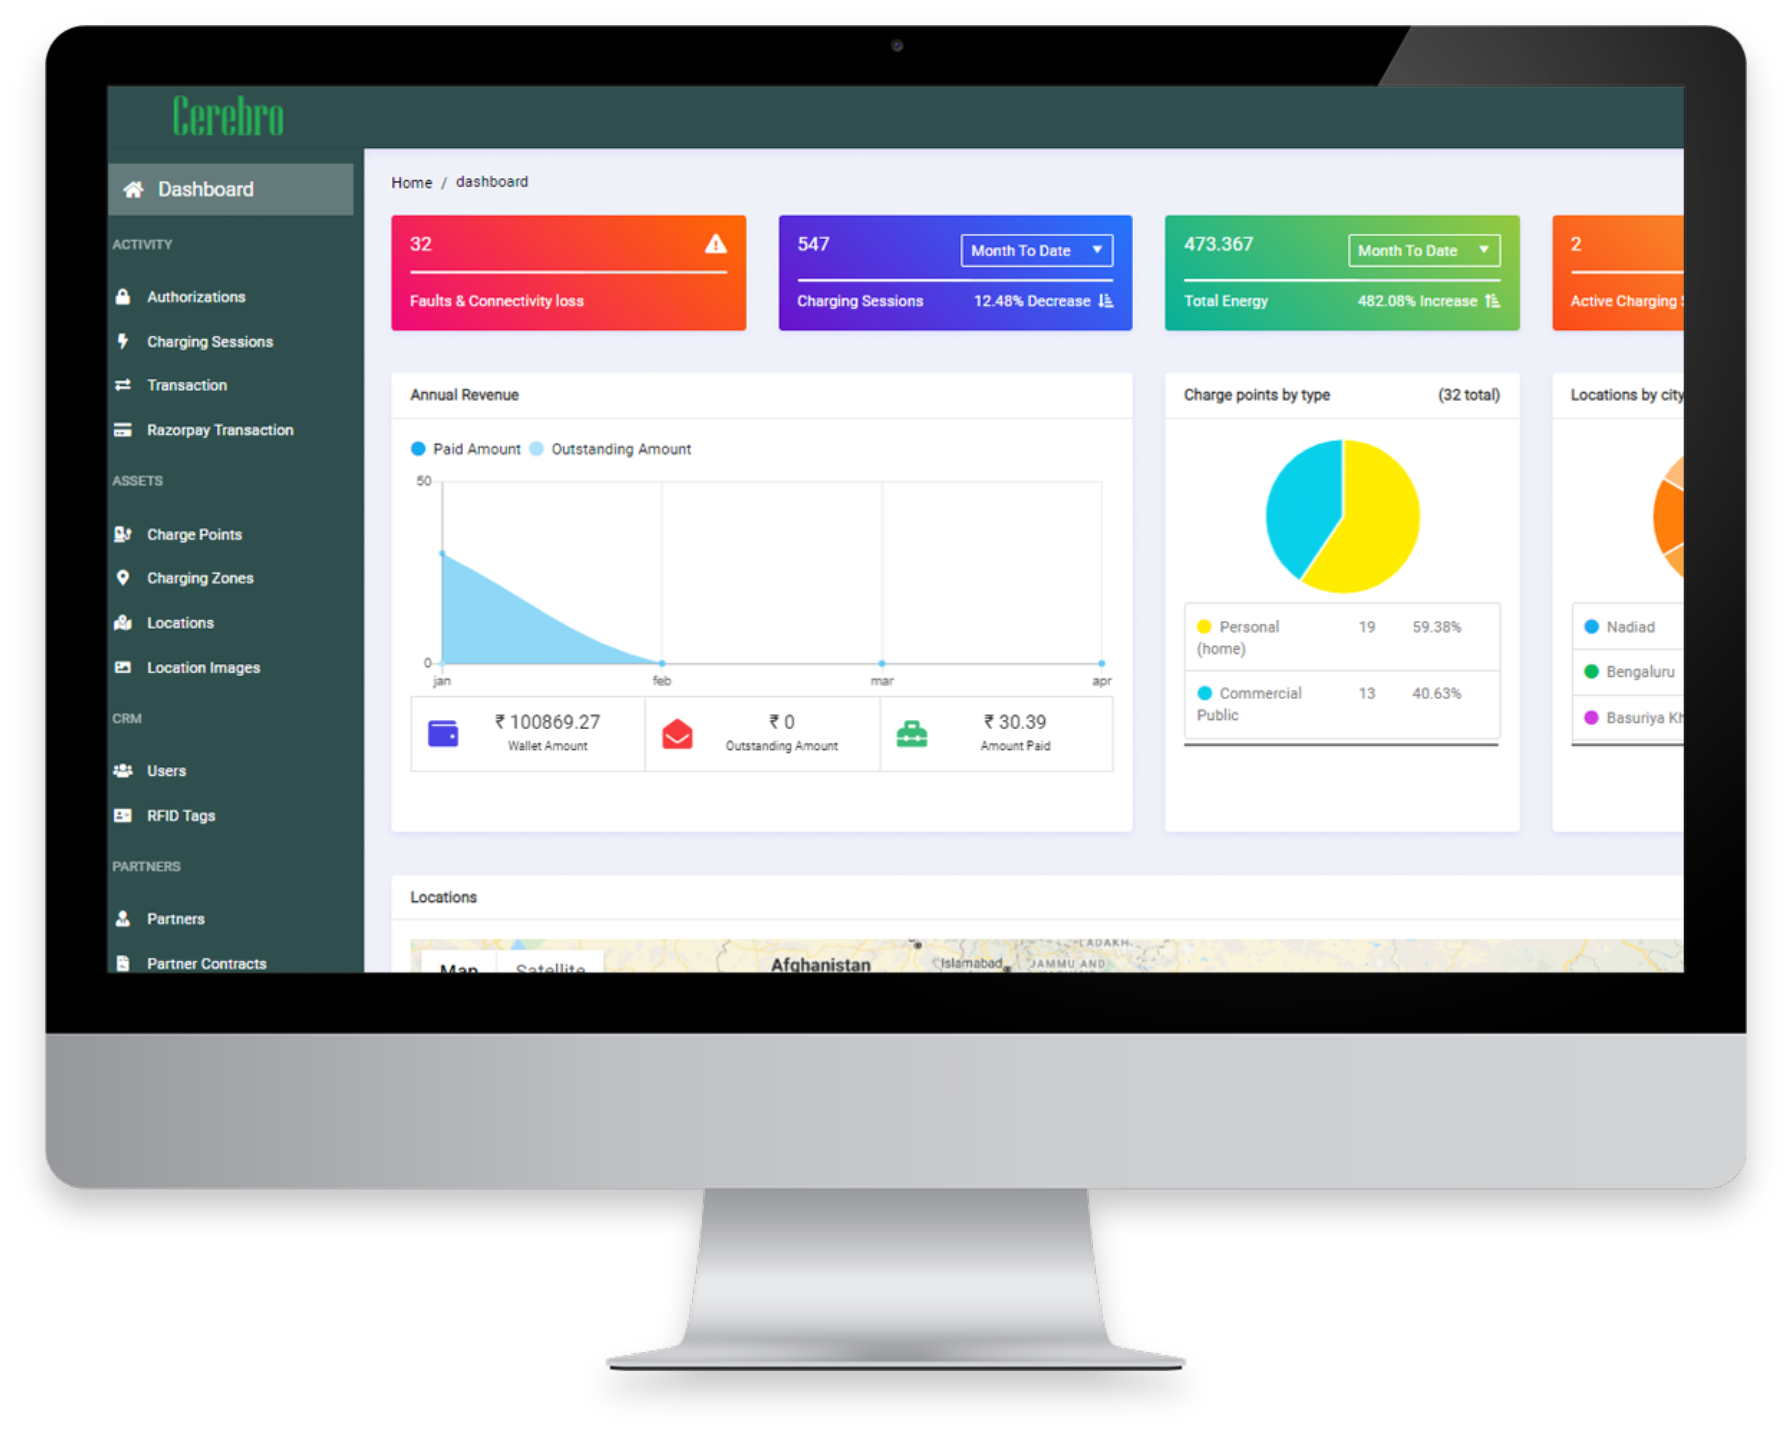 Cerebro
Dashboard
ACTIVITY
Authorizations
Charging Sessions
Transaction
Razorpay Transaction
ASSETS
Charge Points
Charging Zones
Locations
Location Images
CRM
Users
RFID Tags
PARTNERS
Partners
Partner Contracts
Home / dashboard
32
Faults & Connectivity loss
547 Month To Date
Charging Sessions 12.48% Decrease
473.367 Month To Date
Total Energy 482.08% Increase
2
Active Charging
Annual Revenue
Paid Amount Outstanding Amount
50
0
jan feb mar apr
₹ 100869.27
Wallet Amount
₹ 0
Outstanding Amount
₹ 30.39
Amount Paid
Charge points by type (32 total)
Personal 19 59.38%
(home)
Commercial 13 40.63%
Public
Locations by city
Nadiad
Bengaluru
Basuriya
Locations
Map Satellite
Afghanistan
Islamabad
LADAKH
JAMMU AND